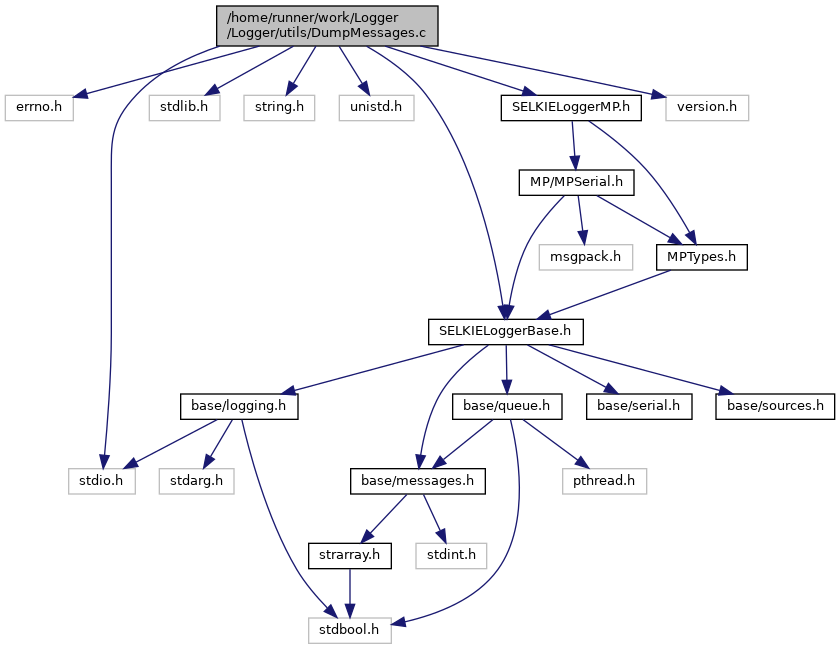 /home/runner/work/Logger
/Logger/utils/DumpMessages.c
errno.h
stdlib.h
string.h
unistd.h
SELKIELoggerMP.h
version.h
MP/MPSerial.h
msgpack.h
MPTypes.h
SELKIELoggerBase.h
base/logging.h
base/queue.h
base/serial.h
base/sources.h
stdio.h
stdarg.h
base/messages.h
pthread.h
strarray.h
stdint.h
stdbool.h